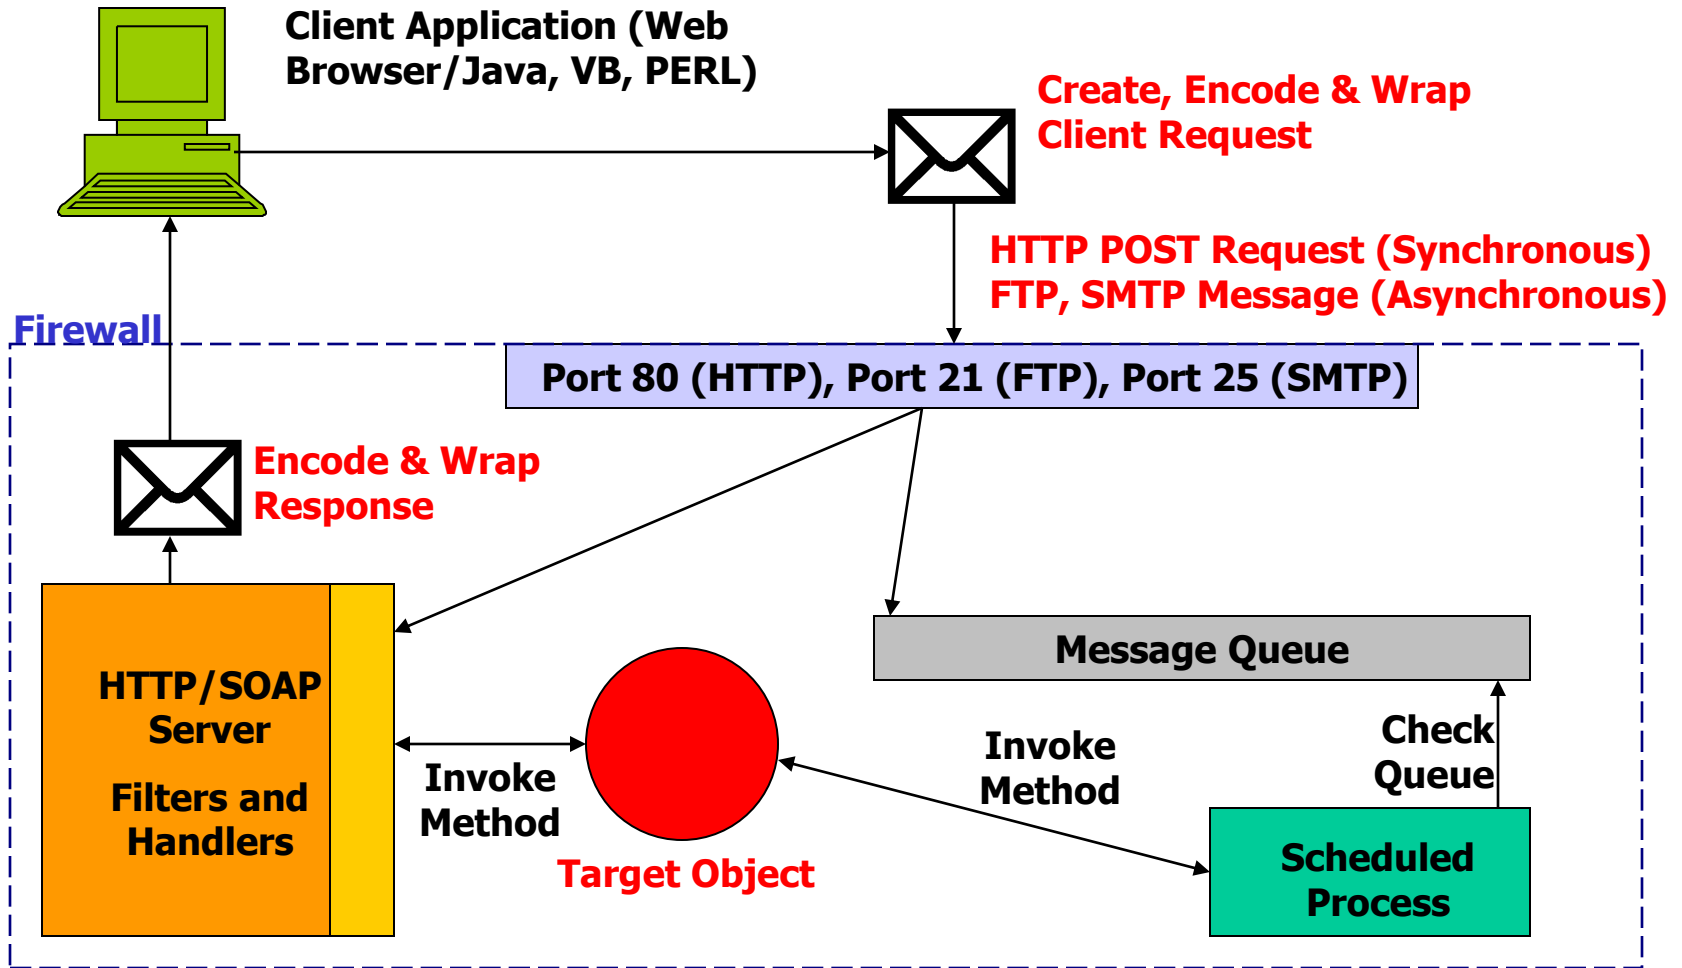 Client Application (Web
Browser/Java, VB, PERL)
Create, Encode & Wrap
Client Request
HTTP POST Request (Synchronous)
FTP, SMTP Message (Asynchronous)
Firewall
Port 80 (HTTP), Port 21 (FTP), Port 25 (SMTP)
Encode & Wrap
Response
HTTP/SOAP
Server
Filters and
Handlers
Invoke
Method
Target Object
Message Queue
Invoke
Method
Check
Queue
Scheduled
Process